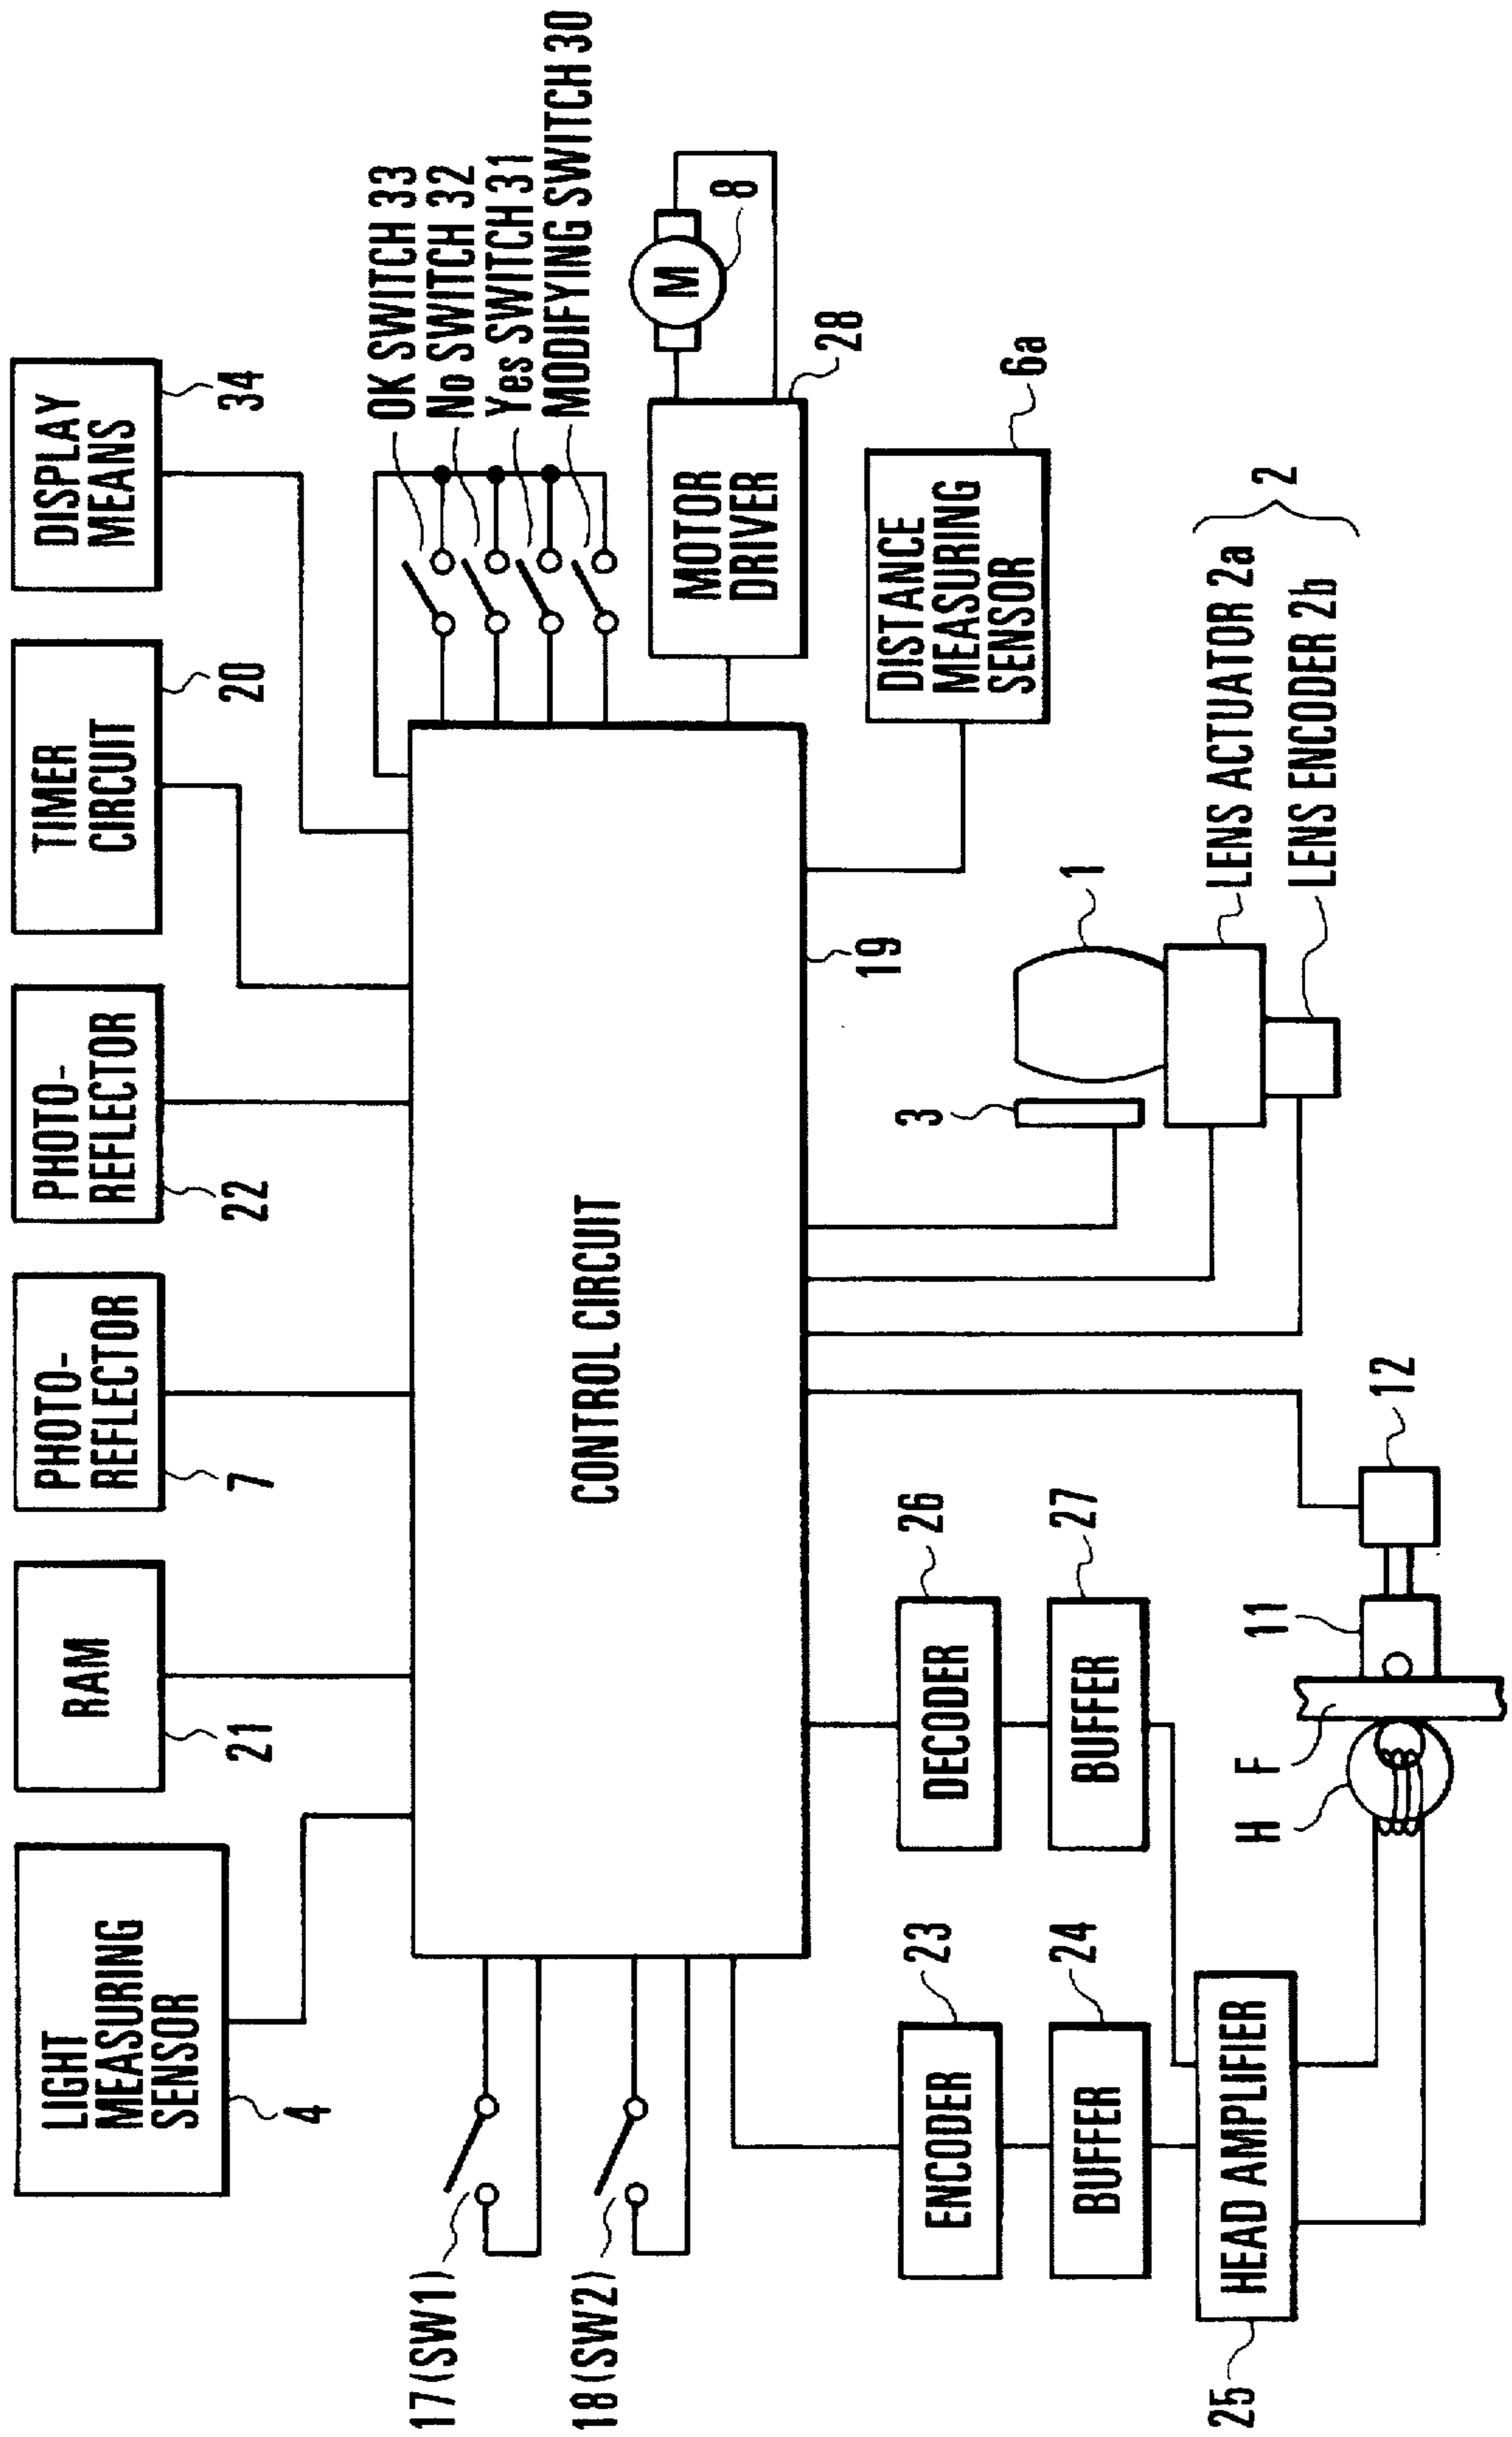 LIGHT
MEASURING
SENSOR
4
RAM
21
PHOTO-
REFLECTOR
7
PHOTO-
REFLECTOR
22
TIMER
CIRCUIT
20
DISPLAY
MEANS
34
17(SW1)
18(SW2)
CONTROL CIRCUIT
19
OK SWITCH 33
No SWITCH 32
Yes SWITCH 31
MODIFYING SWITCH 30
M
8
MOTOR
DRIVER
28
DISTANCE
MEASURING
SENSOR
6a
ENCODER
23
BUFFER
24
HEAD AMPLIFIER
25
DECODER
26
BUFFER
27
H
F
11
12
3
1
LENS ACTUATOR 2a
LENS ENCODER 2b
2